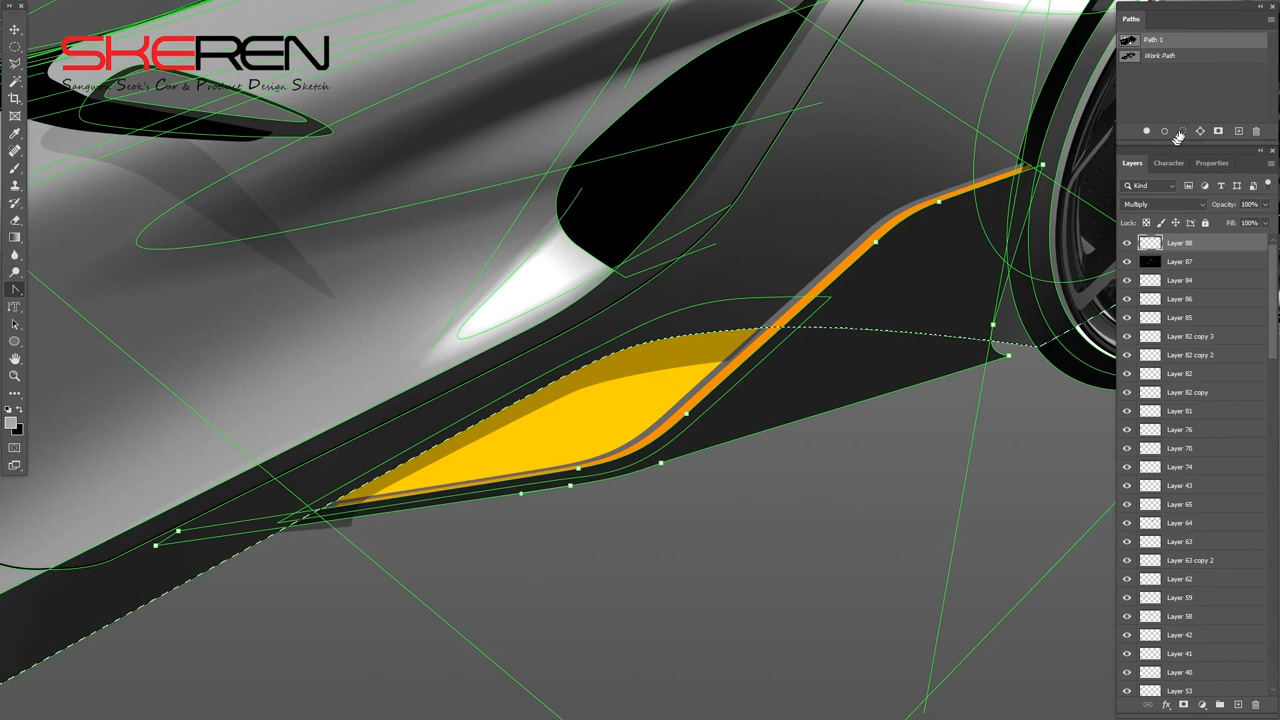 SKEREN
Sangwon Seok's Car & Product Design Sketch
Paths
Path 1
Work Path
Layers Character Properties
Kind
Multiply Opacity: 100%
Lock: Fill: 100%
Layer 88
Layer 87
Layer 84
Layer 86
Layer 85
Layer 82 copy 3
Layer 82 copy 2
Layer 82
Layer 82 copy
Layer 81
Layer 76
Layer 70
Layer 74
Layer 43
Layer 65
Layer 64
Layer 63
Layer 63 copy 2
Layer 62
Layer 59
Layer 58
Layer 42
Layer 41
Layer 40
Layer 53